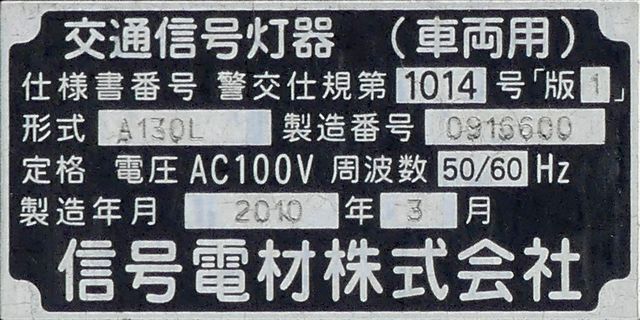 交通信号灯器 (車両用)
仕様書番号 警交仕規第 1014 号「版 1」
形式 A130L 製造番号 0916600
定格 電圧 AC100V 周波数 50/60 Hz
製造年月 2010 年 3 月
信号電材株式会社